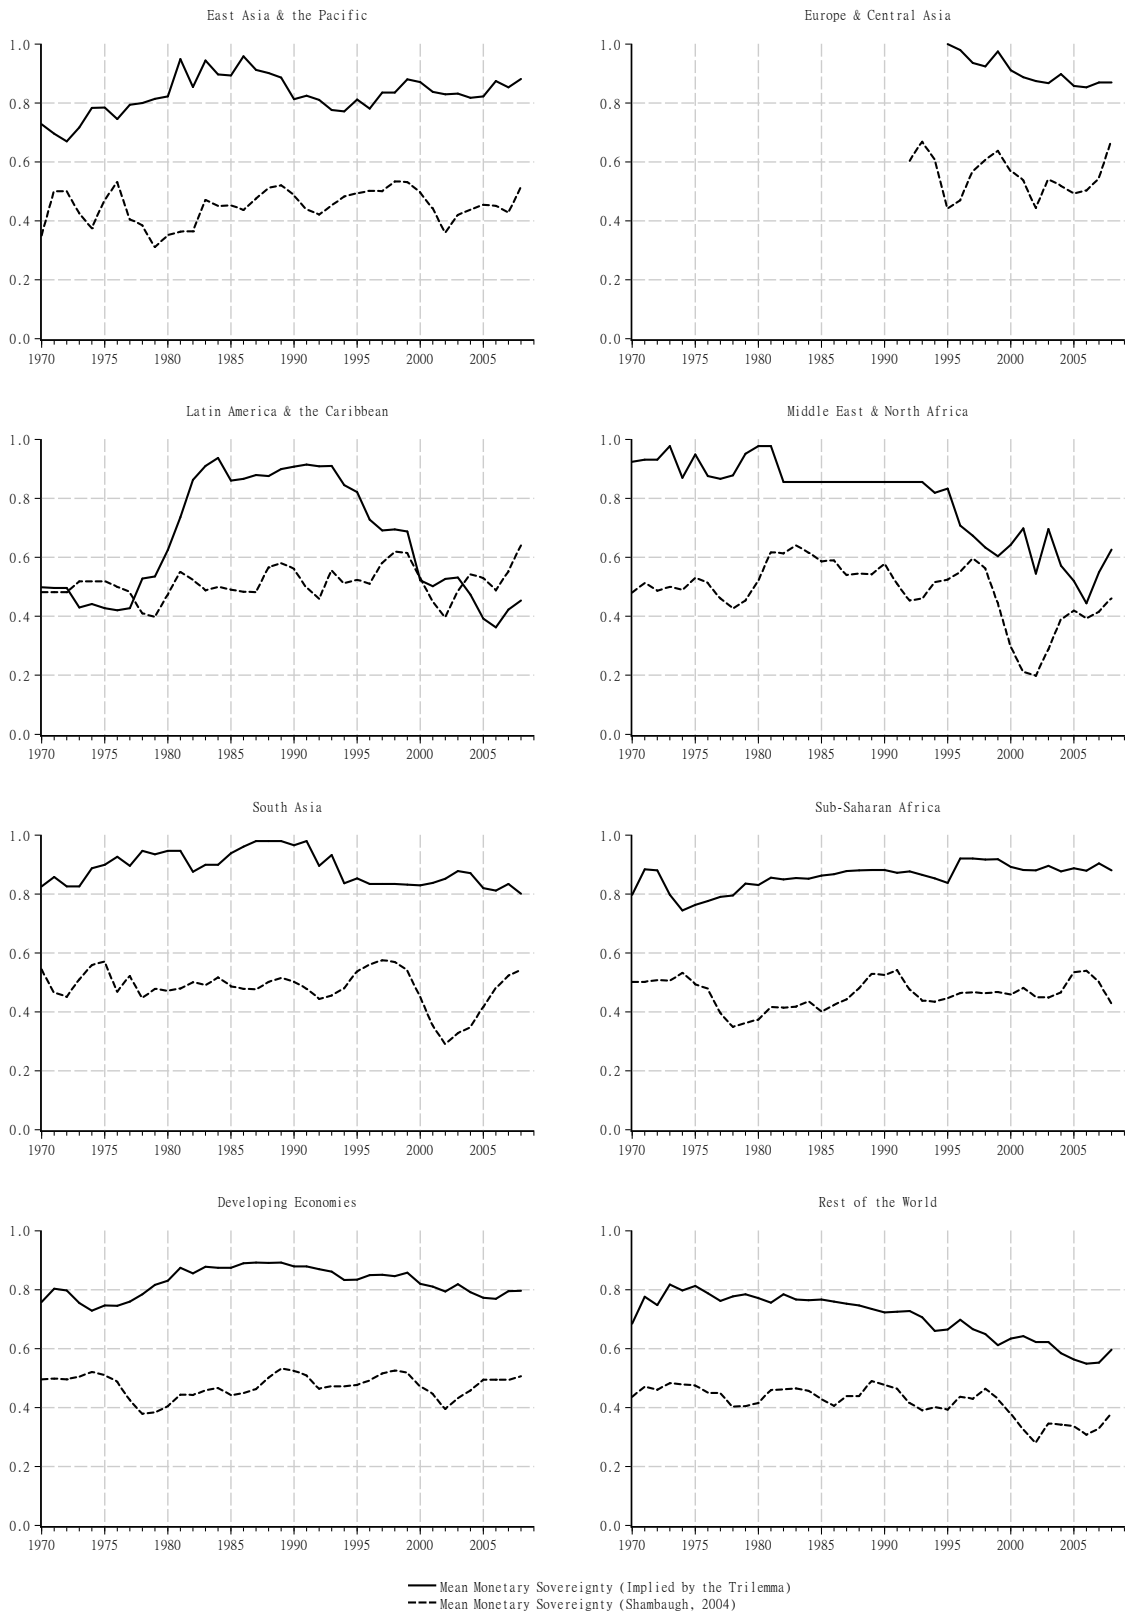 East Asia & the Pacific
1.0
0.8
0.6
0.4
0.2
0.0
1970 1975 1980 1985 1990 1995 2000 2005
Europe & Central Asia
1.0
0.8
0.6
0.4
0.2
0.0
1970 1975 1980 1985 1990 1995 2000 2005
Latin America & the Caribbean
1.0
0.8
0.6
0.4
0.2
0.0
1970 1975 1980 1985 1990 1995 2000 2005
Middle East & North Africa
1.0
0.8
0.6
0.4
0.2
0.0
1970 1975 1980 1985 1990 1995 2000 2005
South Asia
1.0
0.8
0.6
0.4
0.2
0.0
1970 1975 1980 1985 1990 1995 2000 2005
Sub-Saharan Africa
1.0
0.8
0.6
0.4
0.2
0.0
1970 1975 1980 1985 1990 1995 2000 2005
Developing Economies
1.0
0.8
0.6
0.4
0.2
0.0
1970 1975 1980 1985 1990 1995 2000 2005
Rest of the World
1.0
0.8
0.6
0.4
0.2
0.0
1970 1975 1980 1985 1990 1995 2000 2005
Mean Monetary Sovereignty (Implied by the Trilemma)
Mean Monetary Sovereignty (Shambaugh, 2004)